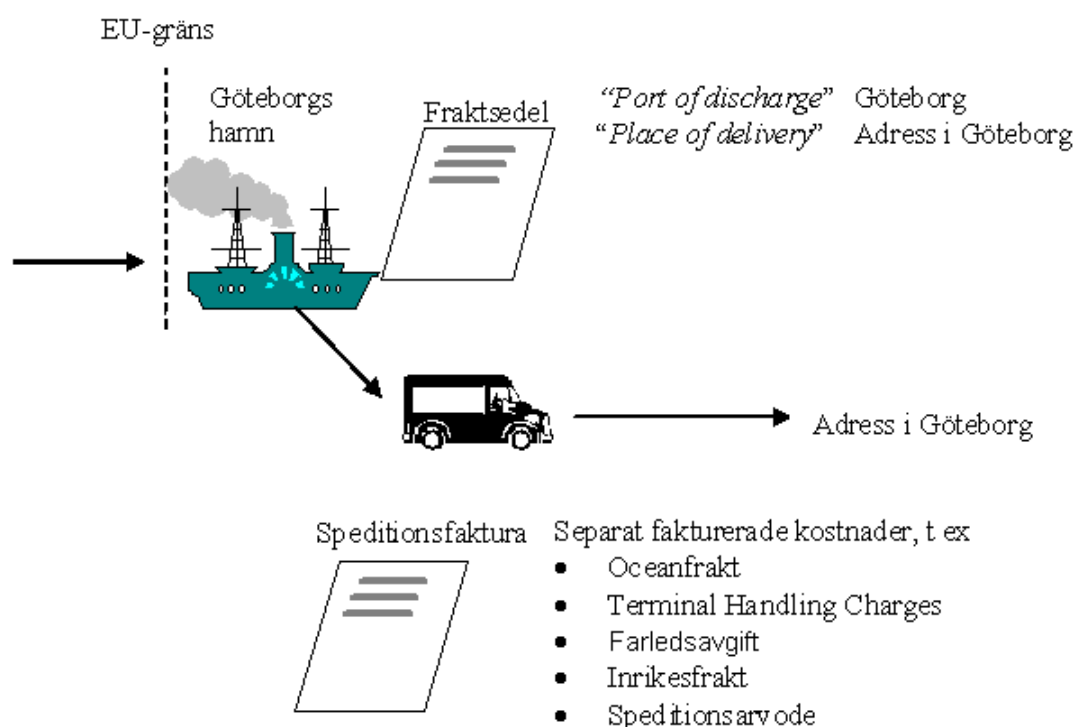 EU-gräns
Göteborgs
hamn
Fraktsedel
“Port of discharge” Göteborg
“Place of delivery” Adress i Göteborg
Adress i Göteborg
Speditionsfaktura
Separat fakturerade kostnader, t ex
• Oceanfrakt
• Terminal Handling Charges
• Farledsavgift
• Inrikesfrakt
• Speditionsarvode